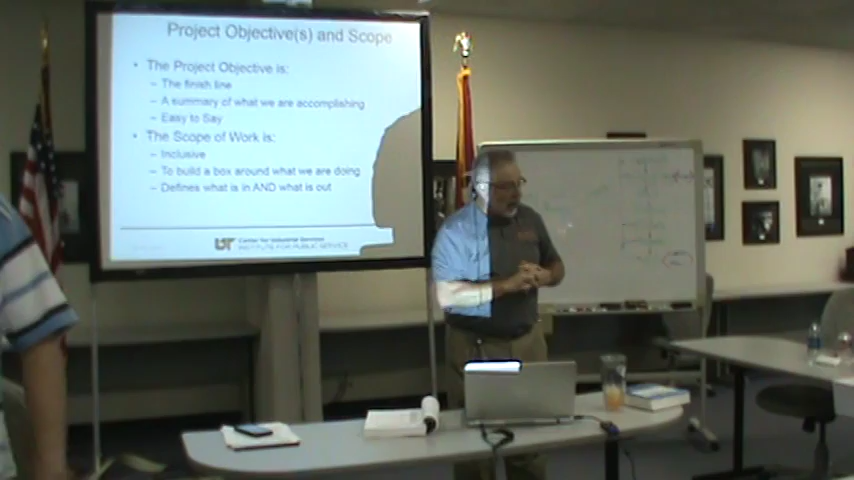 Project Objective(s) and Scope
• The Project Objective is:
– The finish line
– A summary of what we are accomplishing
– Easy to Say
• The Scope of Work is:
– Inclusive
– To build a box around what we are doing
– Defines what is in AND what is out
UT Center for Industrial Services
INSTITUTE FOR PUBLIC SERVICE